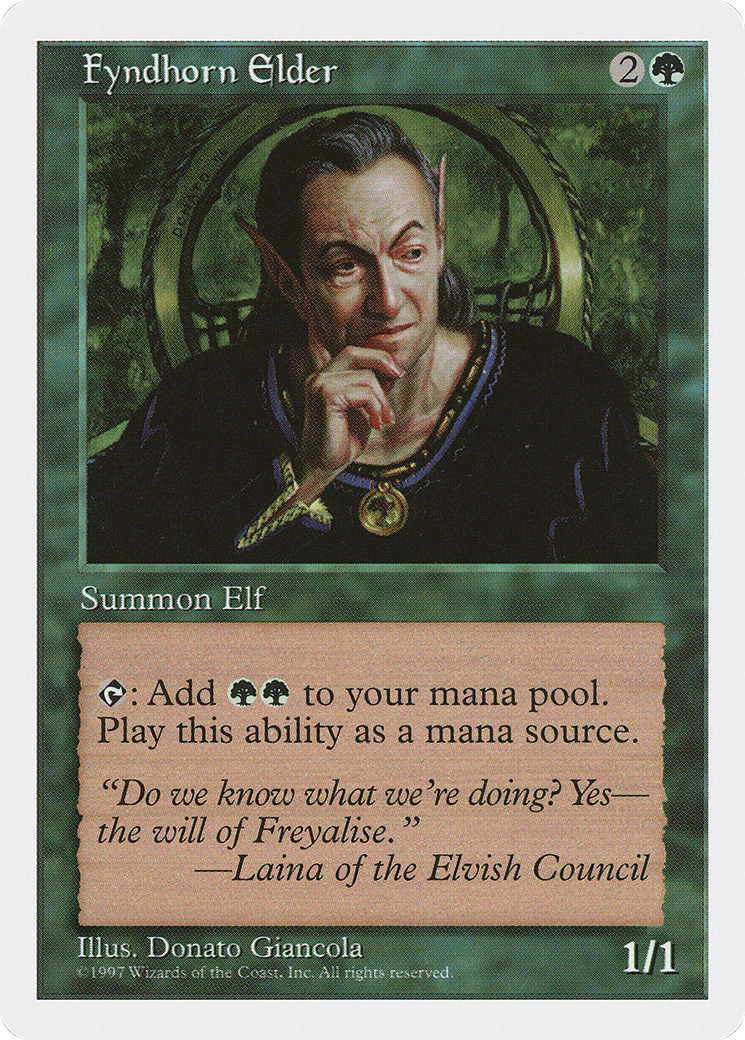 Fyndhorn Elder 2
DONATO 96
Summon Elf
: Add to your mana pool.
Play this ability as a mana source.
“Do we know what we’re doing? Yes—
the will of Freyalise.”
—Laina of the Elvish Council
Illus. Donato Giancola
©1997 Wizards of the Coast, Inc. All rights reserved.
1/1